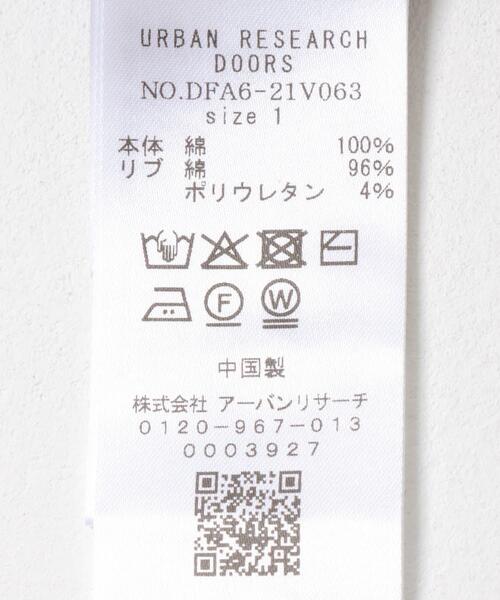 URBAN RESEARCH
DOORS
NO.DFA6-21V063
size 1
本体 綿 100%
リブ 綿 96%
ポリウレタン 4%
F W
中国製
株式会社 アーバンリサーチ
0120-967-013
0003927